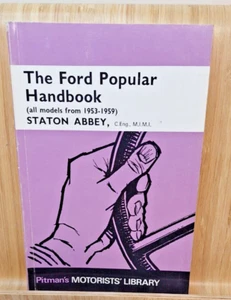 The Ford Popular
Handbook
(all models from 1953-1959)
STATON ABBEY, C.Eng., M.I.M.I.
Pitman's MOTORISTS' LIBRARY